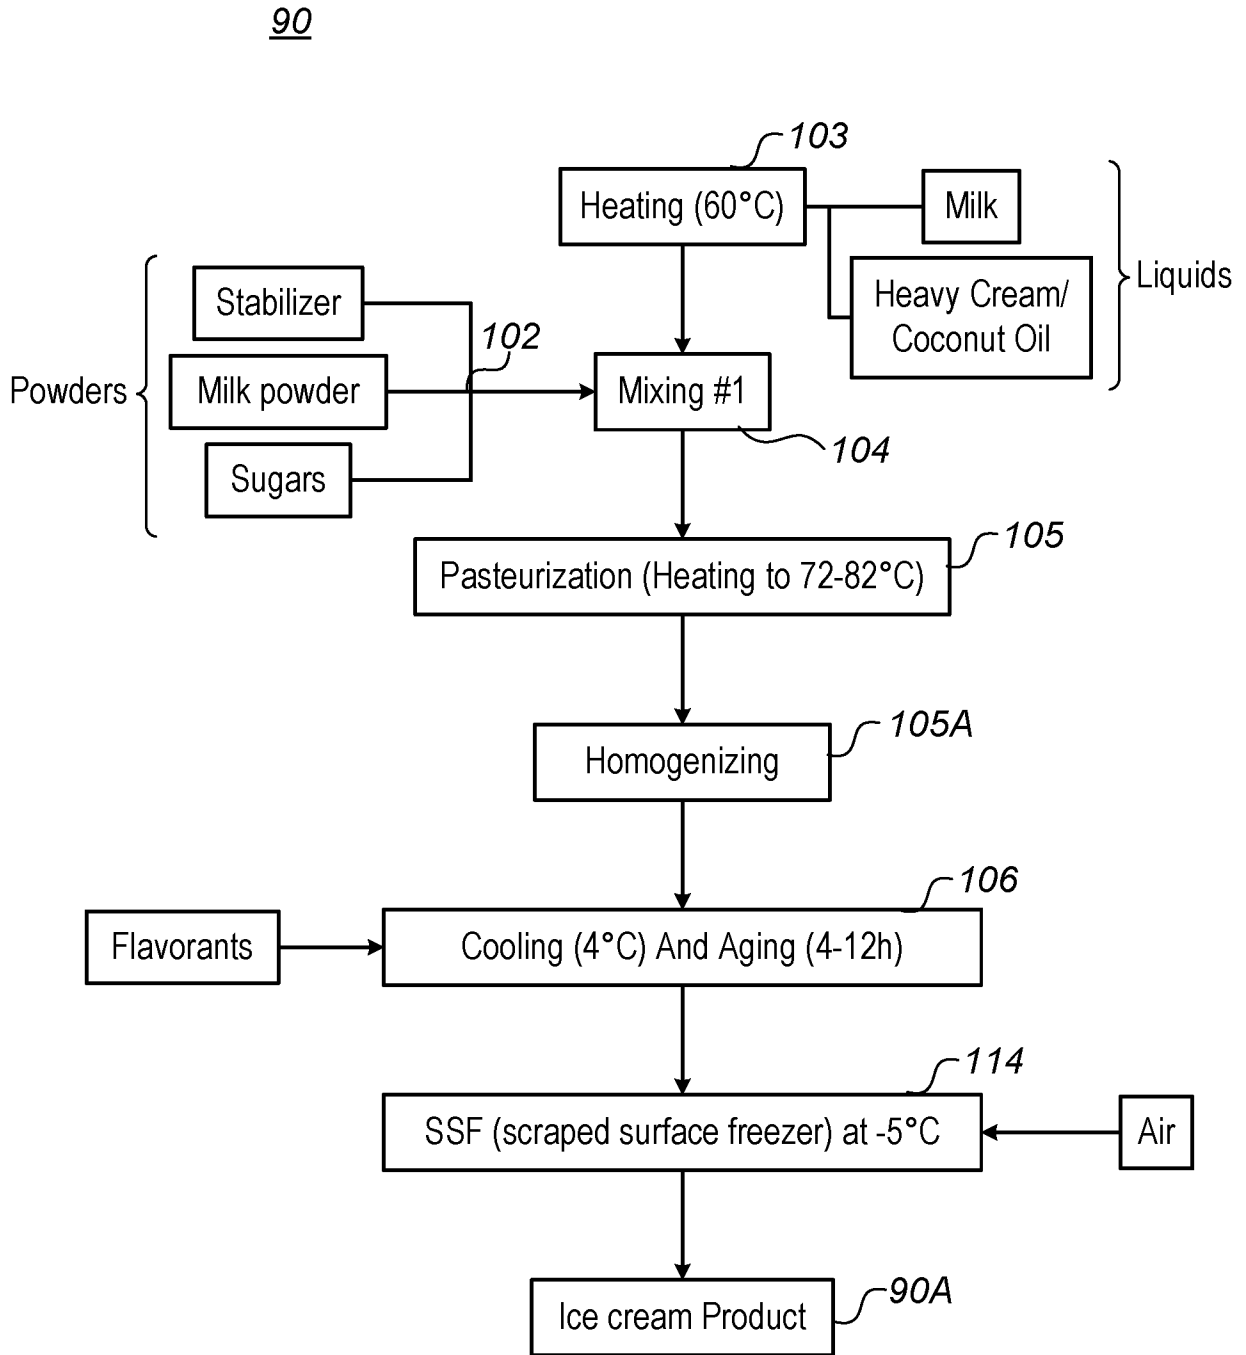 90
103
Heating (60°C)
Milk
Heavy Cream/
Coconut Oil
Liquids
Stabilizer
102
Powders
Milk powder
Mixing #1
Sugars
104
105
Pasteurization (Heating to 72-82°C)
105A
Homogenizing
106
Flavorants
Cooling (4°C) And Aging (4-12h)
114
SSF (scraped surface freezer) at -5°C
Air
90A
Ice cream Product